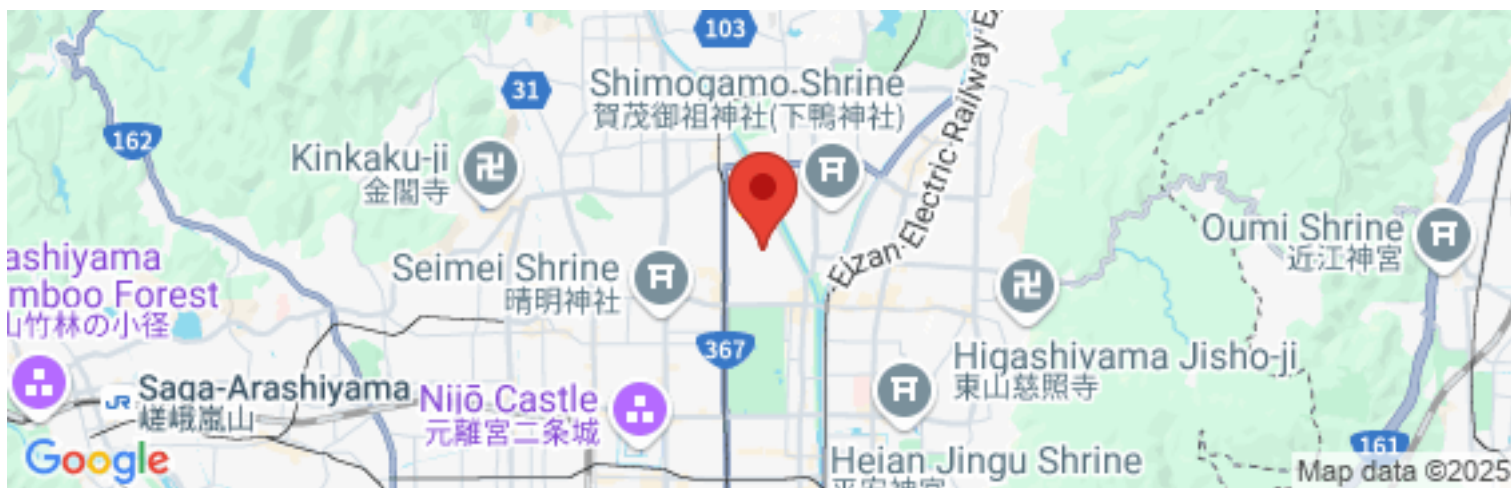 103
Shimogamo Shrine
賀茂御祖神社(下鴨神社)
31
162
Kinkaku-ji
金閣寺
Eizan Electric Railway E
Oumi Shrine
近江神宮
Seimei Shrine
晴明神社
ashiyama
mboo Forest
山竹林の小径
367
Higashiyama Jisho-ji
東山慈照寺
JR
Saga-Arashiyama
嵯峨嵐山
Nijō Castle
元離宮二条城
161
Heian Jingu Shrine
平安神宮
Google
Map data ©2025